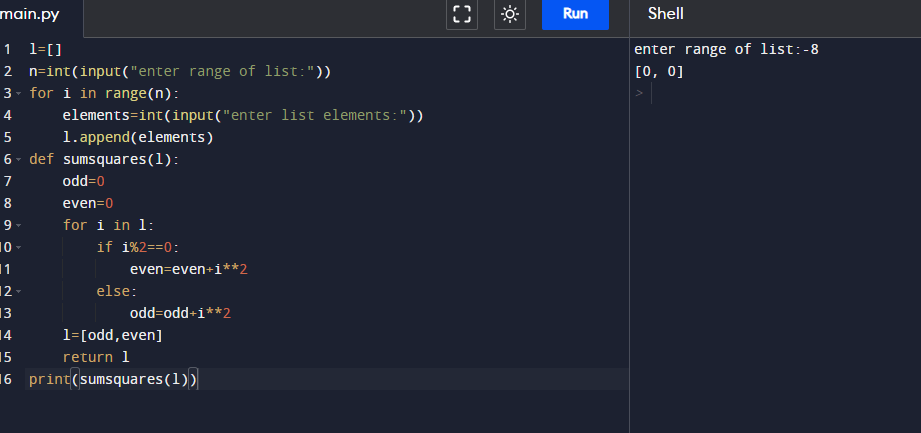 main.py
Run
Shell
1 l=[]
2 n=int(input("enter range of list:"))
3 for i in range(n):
4     elements=int(input("enter list elements:"))
5     l.append(elements)
6 def sumsquares(l):
7     odd=0
8     even=0
9     for i in l:
10         if i%2==0:
11             even=even+i**2
12         else:
13             odd=odd+i**2
14     l=[odd,even]
15     return l
16 print(sumsquares(l))
enter range of list:-8
[0, 0]
>